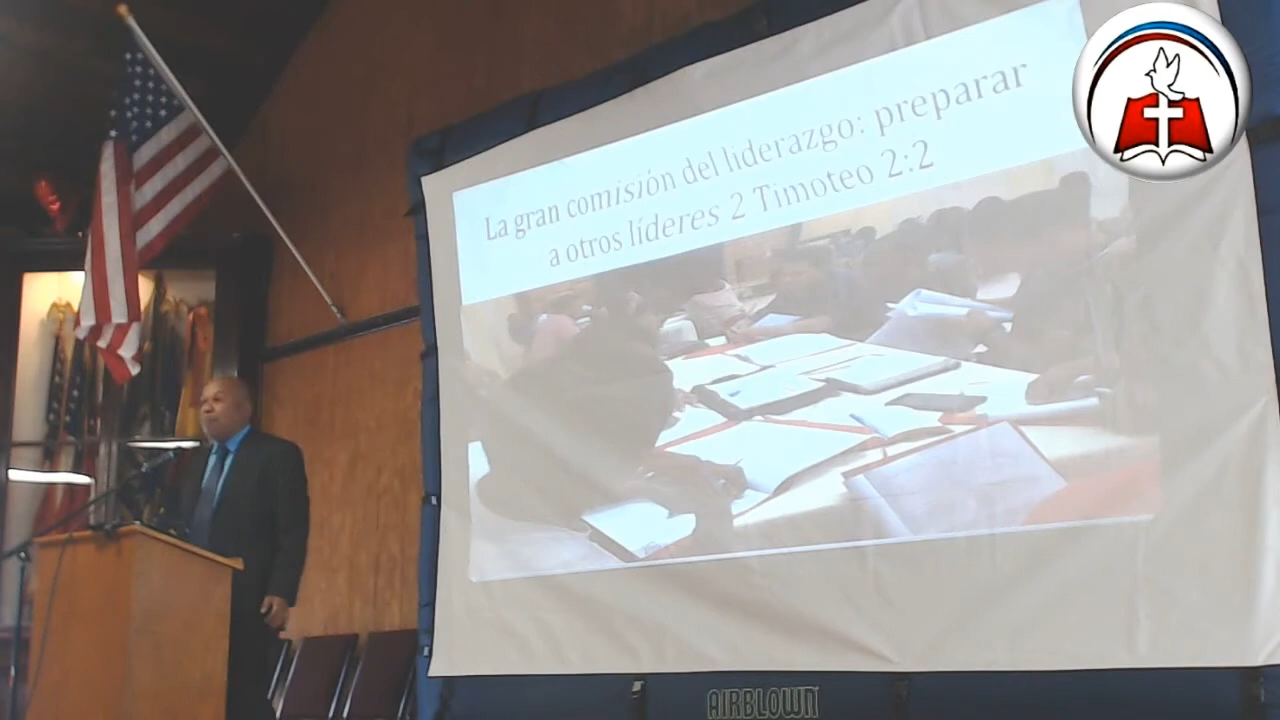 La gran comisión del liderazgo: preparar
a otros líderes 2 Timoteo 2:2
AIRBLOWN